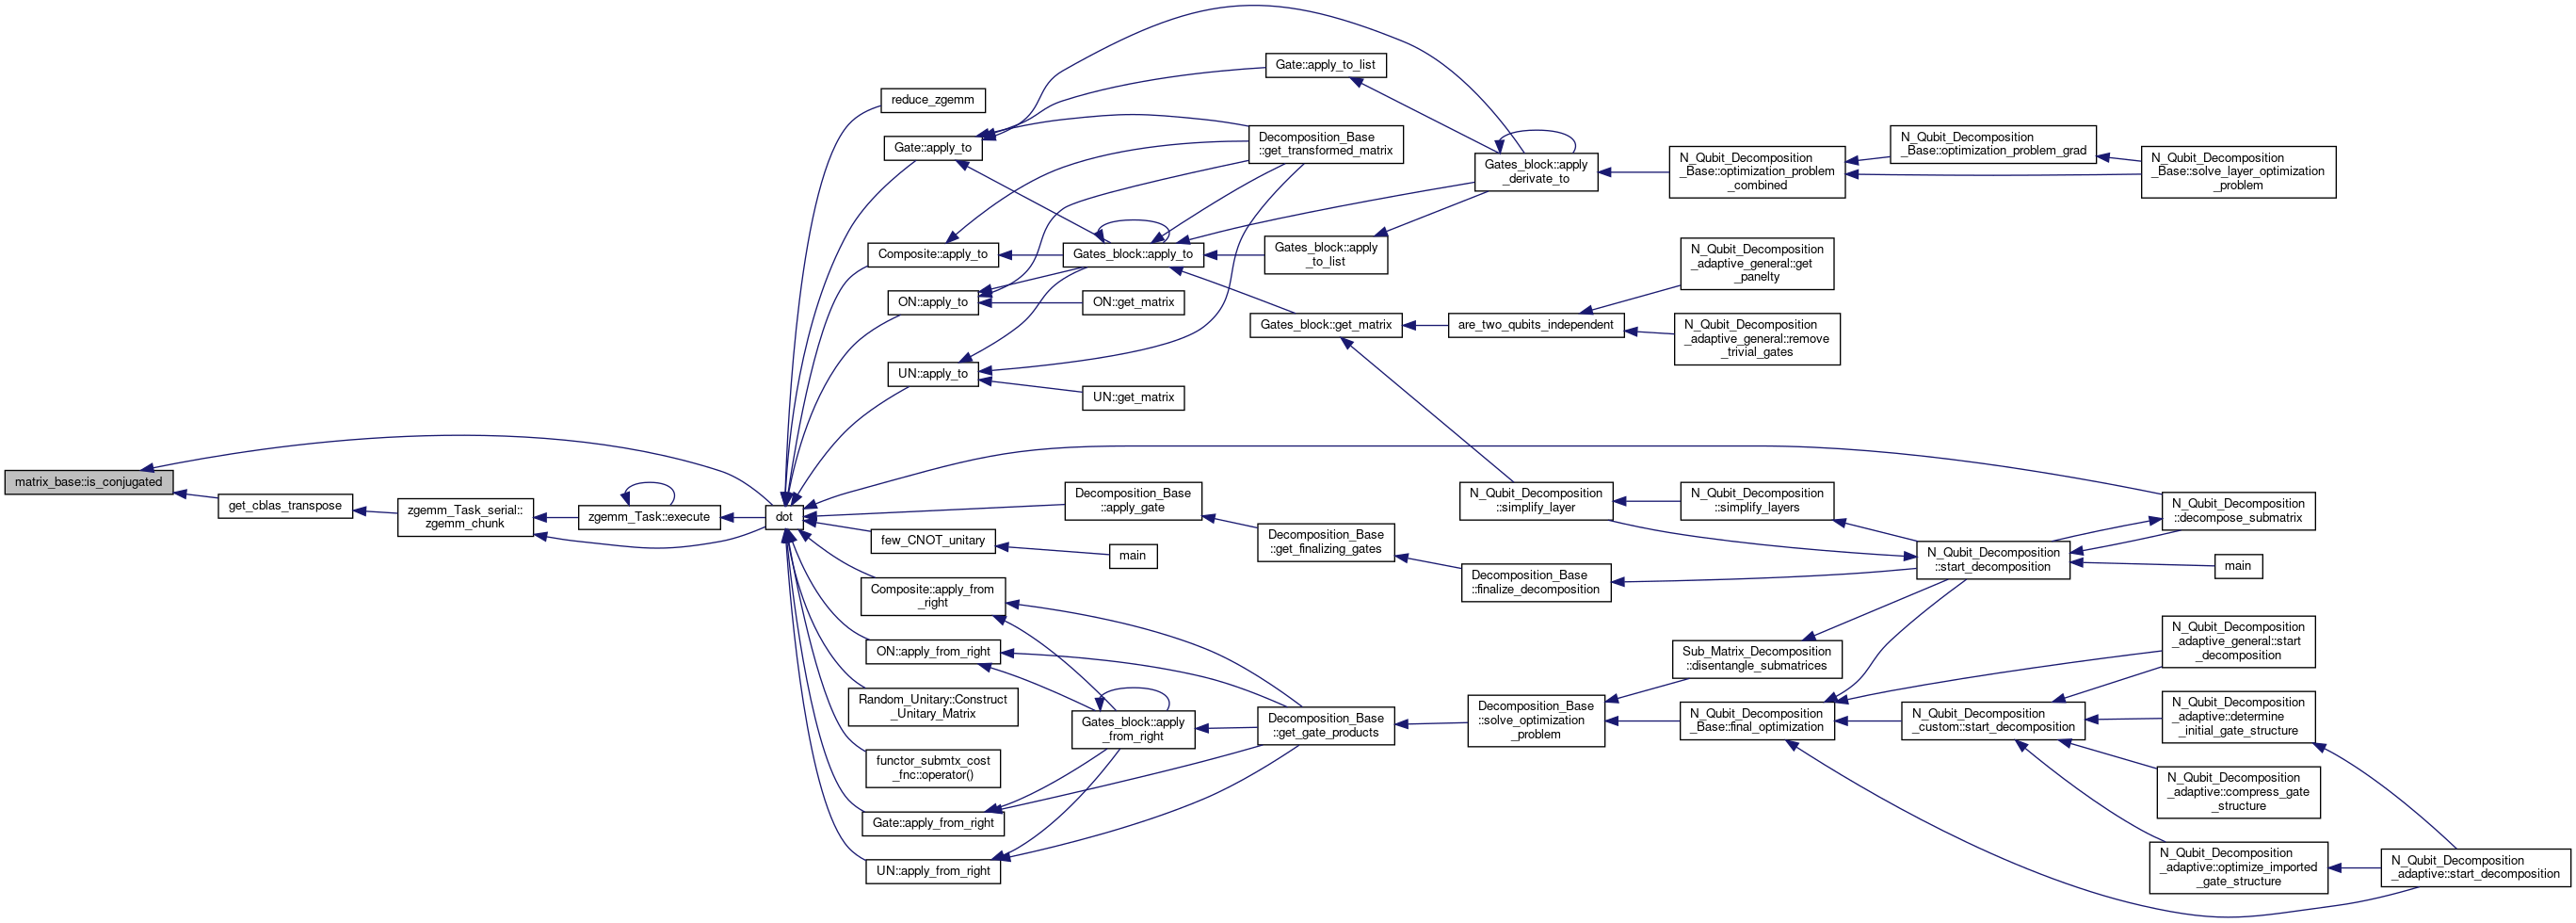 matrix_base::is_conjugated
get_cblas_transpose
zgemm_Task_serial::
zgemm_chunk
zgemm_Task::execute
dot
reduce_zgemm
Gate::apply_to
Composite::apply_to
ON::apply_to
UN::apply_to
Decomposition_Base
::apply_gate
few_CNOT_unitary
main
Composite::apply_from
_right
ON::apply_from_right
Random_Unitary::Construct
_Unitary_Matrix
functor_submtx_cost
_fnc::operator()
Gate::apply_from_right
UN::apply_from_right
Gates_block::apply_to
ON::get_matrix
UN::get_matrix
Gates_block::apply
_from_right
Gate::apply_to_list
Decomposition_Base
::get_transformed_matrix
Gates_block::apply
_to_list
Gates_block::get_matrix
Decomposition_Base
::get_finalizing_gates
Decomposition_Base
::get_gate_products
Gates_block::apply
_derivate_to
are_two_qubits_independent
N_Qubit_Decomposition
::simplify_layer
Decomposition_Base
::finalize_decomposition
Decomposition_Base
::solve_optimization
_problem
N_Qubit_Decomposition
_Base::optimization_problem
_combined
N_Qubit_Decomposition
_adaptive_general::get
_panelty
N_Qubit_Decomposition
_adaptive_general::remove
_trivial_gates
N_Qubit_Decomposition
::simplify_layers
Sub_Matrix_Decomposition
::disentangle_submatrices
N_Qubit_Decomposition
_Base::final_optimization
N_Qubit_Decomposition
_Base::optimization_problem_grad
N_Qubit_Decomposition
::start_decomposition
N_Qubit_Decomposition
_custom::start_decomposition
N_Qubit_Decomposition
_Base::solve_layer_optimization
_problem
N_Qubit_Decomposition
::decompose_submatrix
main
N_Qubit_Decomposition
_adaptive_general::start
_decomposition
N_Qubit_Decomposition
_adaptive::determine
_initial_gate_structure
N_Qubit_Decomposition
_adaptive::compress_gate
_structure
N_Qubit_Decomposition
_adaptive::optimize_imported
_gate_structure
N_Qubit_Decomposition
_adaptive::start_decomposition